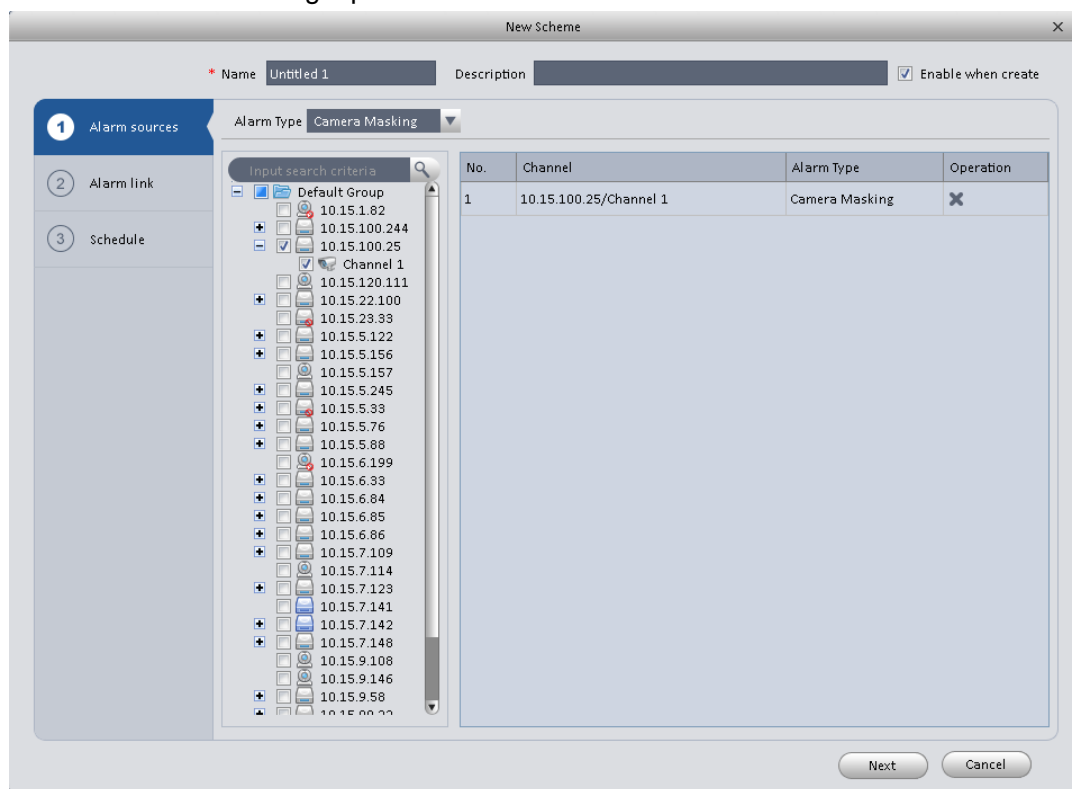 New Scheme
* Name Untitled 1 Description Enable when create
1 Alarm sources
2 Alarm link
3 Schedule
Alarm Type Camera Masking
Input search criteria
Default Group
10.15.1.82
10.15.100.244
10.15.100.25
Channel 1
10.15.120.111
10.15.22.100
10.15.23.33
10.15.5.122
10.15.5.156
10.15.5.157
10.15.5.245
10.15.5.33
10.15.5.76
10.15.5.88
10.15.6.199
10.15.6.33
10.15.6.84
10.15.6.85
10.15.6.86
10.15.7.109
10.15.7.114
10.15.7.123
10.15.7.141
10.15.7.142
10.15.7.148
10.15.9.108
10.15.9.146
10.15.9.58
No. Channel Alarm Type Operation
1 10.15.100.25/Channel 1 Camera Masking
Next Cancel